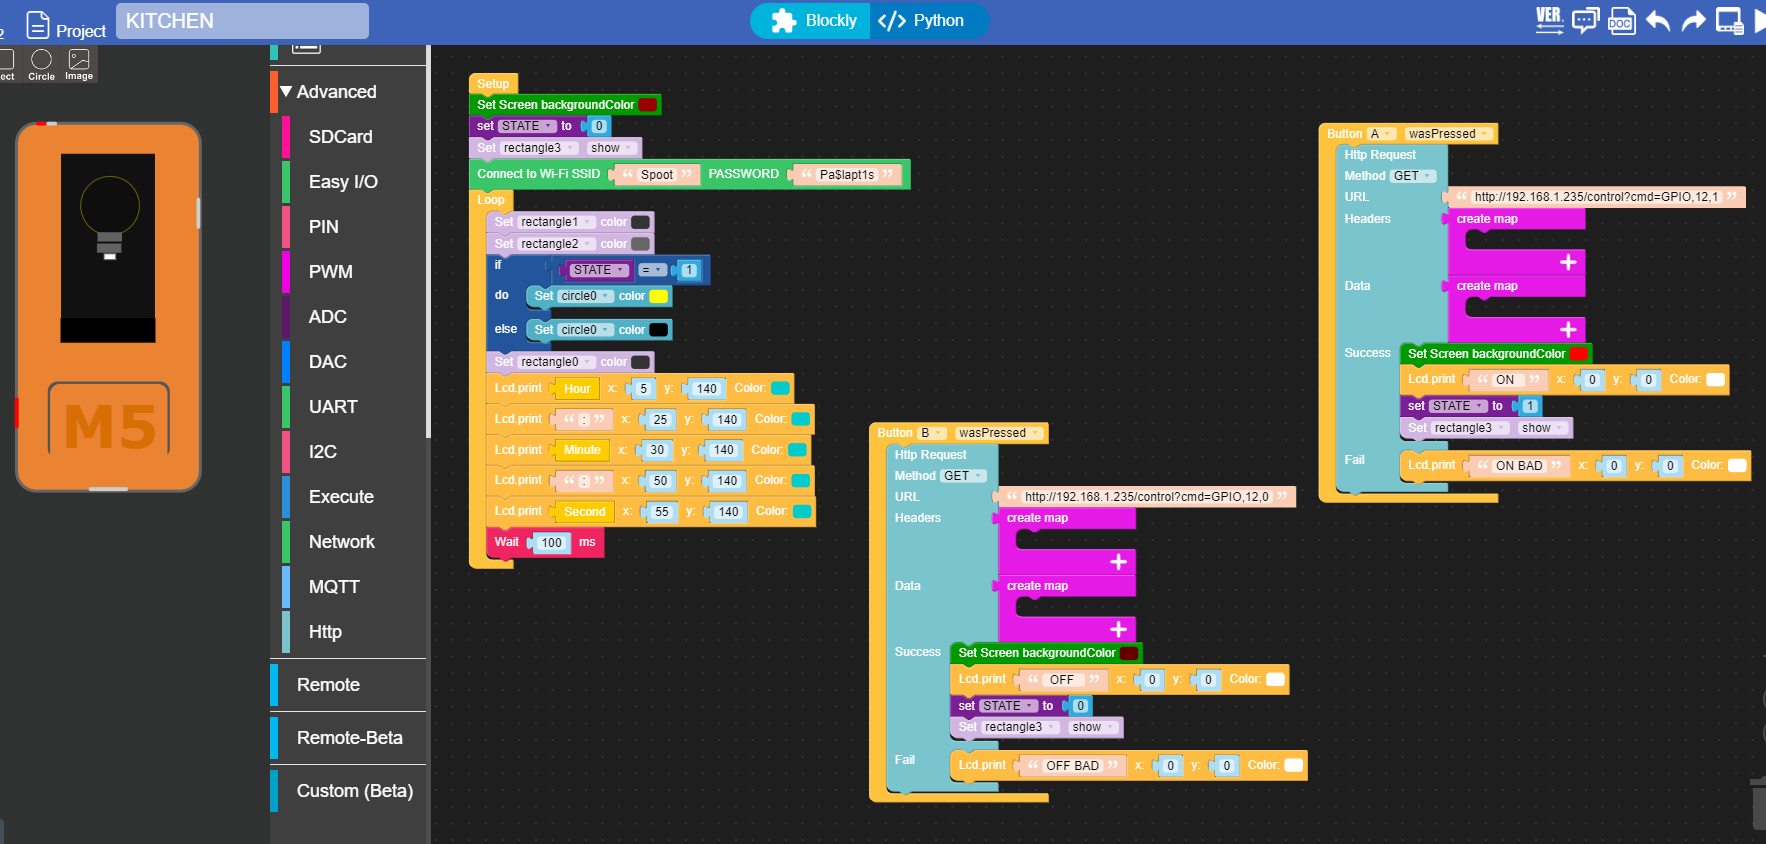 2
Project
KITCHEN
Blockly
</> Python
VER.
DOC
ect
Circle
Image
M5
Advanced
SDCard
Easy I/O
PIN
PWM
ADC
DAC
UART
I2C
Execute
Network
MQTT
Http
Remote
Remote-Beta
Custom (Beta)
Setup
Set Screen backgroundColor
set STATE to 0
Set rectangle3 show
Connect to Wi-Fi SSID “ Spoot ” PASSWORD “ Pa$lapt1s ”
Loop
Set rectangle1 color
Set rectangle2 color
if STATE = 1
do Set circle0 color
else Set circle0 color
Set rectangle0 color
Lcd.print Hour x: 5 y: 140 Color:
Lcd.print “ : ” x: 25 y: 140 Color:
Lcd.print Minute x: 30 y: 140 Color:
Lcd.print “ : ” x: 50 y: 140 Color:
Lcd.print Second x: 55 y: 140 Color:
Wait 100 ms
Button B wasPressed
Http Request
Method GET
URL “ http://192.168.1.235/control?cmd=GPIO,12,0 ”
Headers create map
+
Data create map
+
Success Set Screen backgroundColor
Lcd.print “ OFF ” x: 0 y: 0 Color:
set STATE to 0
Set rectangle3 show
Fail Lcd.print “ OFF BAD ” x: 0 y: 0 Color:
Button A wasPressed
Http Request
Method GET
URL “ http://192.168.1.235/control?cmd=GPIO,12,1 ”
Headers create map
+
Data create map
+
Success Set Screen backgroundColor
Lcd.print “ ON ” x: 0 y: 0 Color:
set STATE to 1
Set rectangle3 show
Fail Lcd.print “ ON BAD ” x: 0 y: 0 Color: